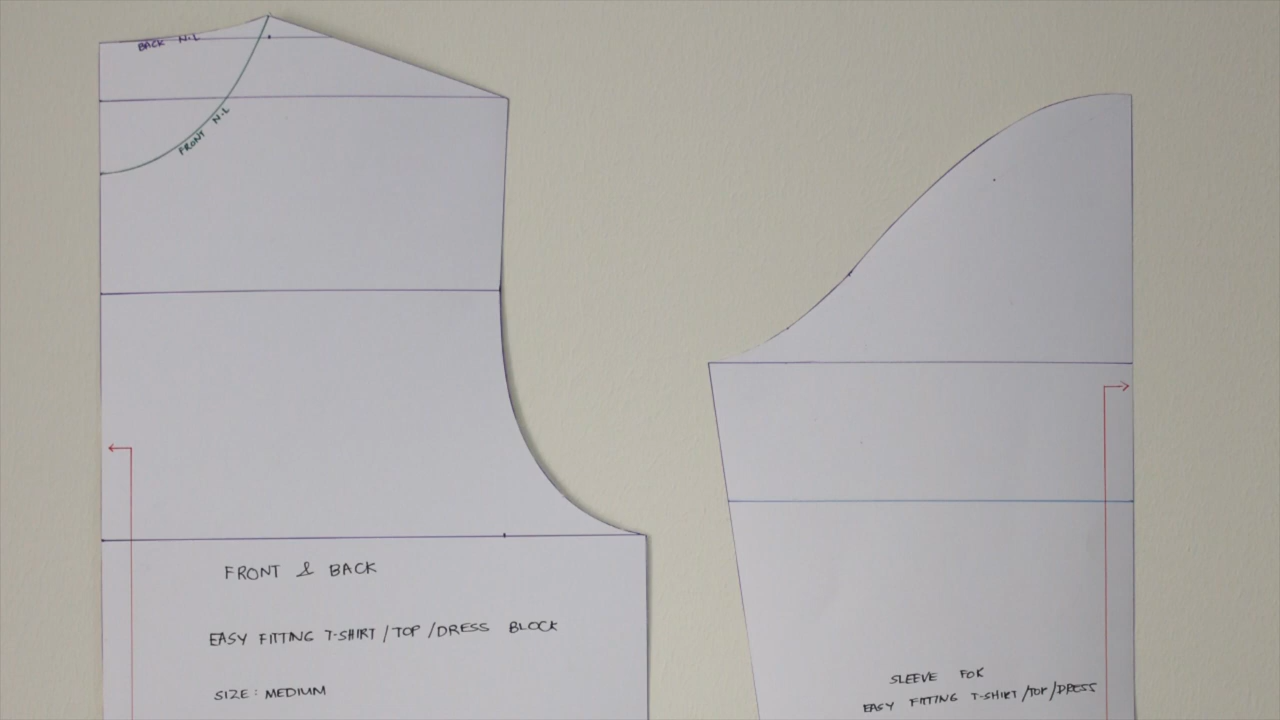 BACK N.L
FRONT N.L
FRONT & BACK
EASY FITTING T-SHIRT / TOP / DRESS BLOCK
SIZE: MEDIUM
SLEEVE FOR
EASY FITTING T-SHIRT / TOP / DRESS